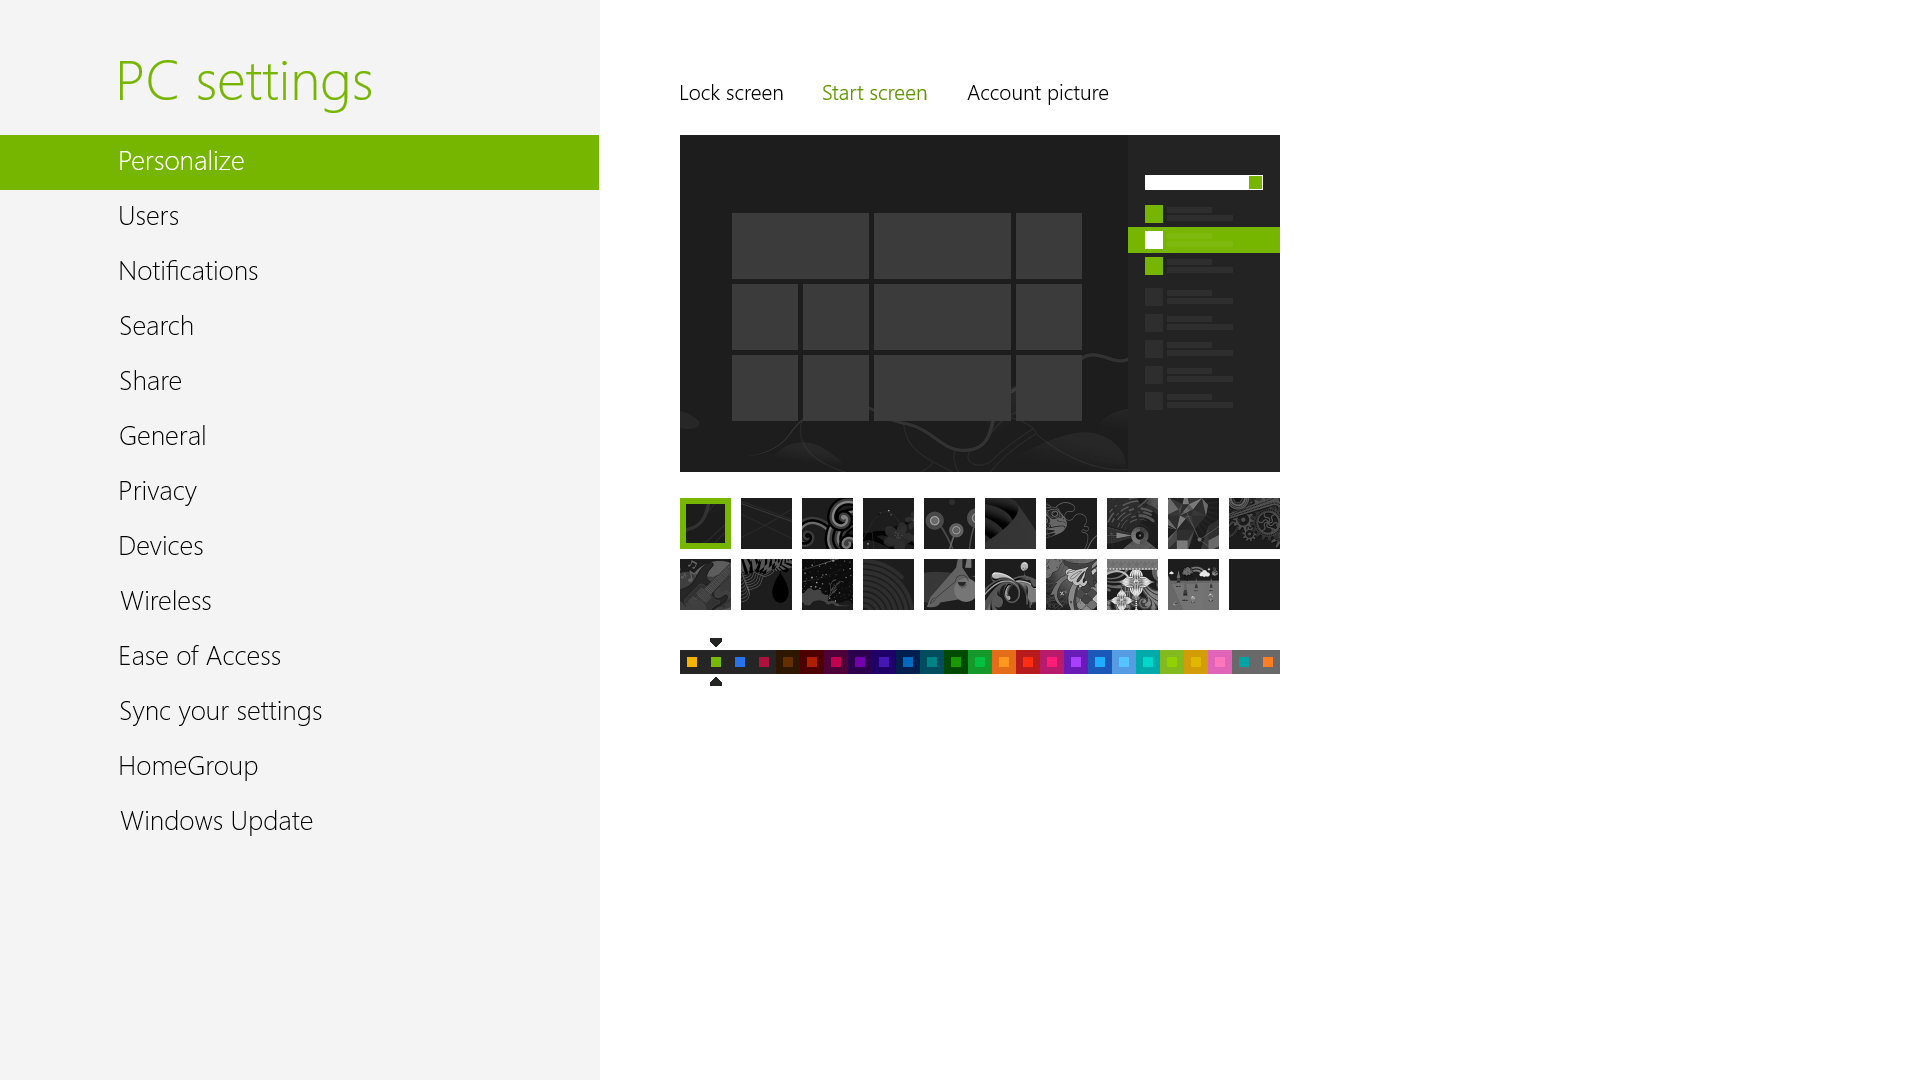 PC settings
Lock screen Start screen Account picture
Personalize
Users
Notifications
Search
Share
General
Privacy
Devices
Wireless
Ease of Access
Sync your settings
HomeGroup
Windows Update